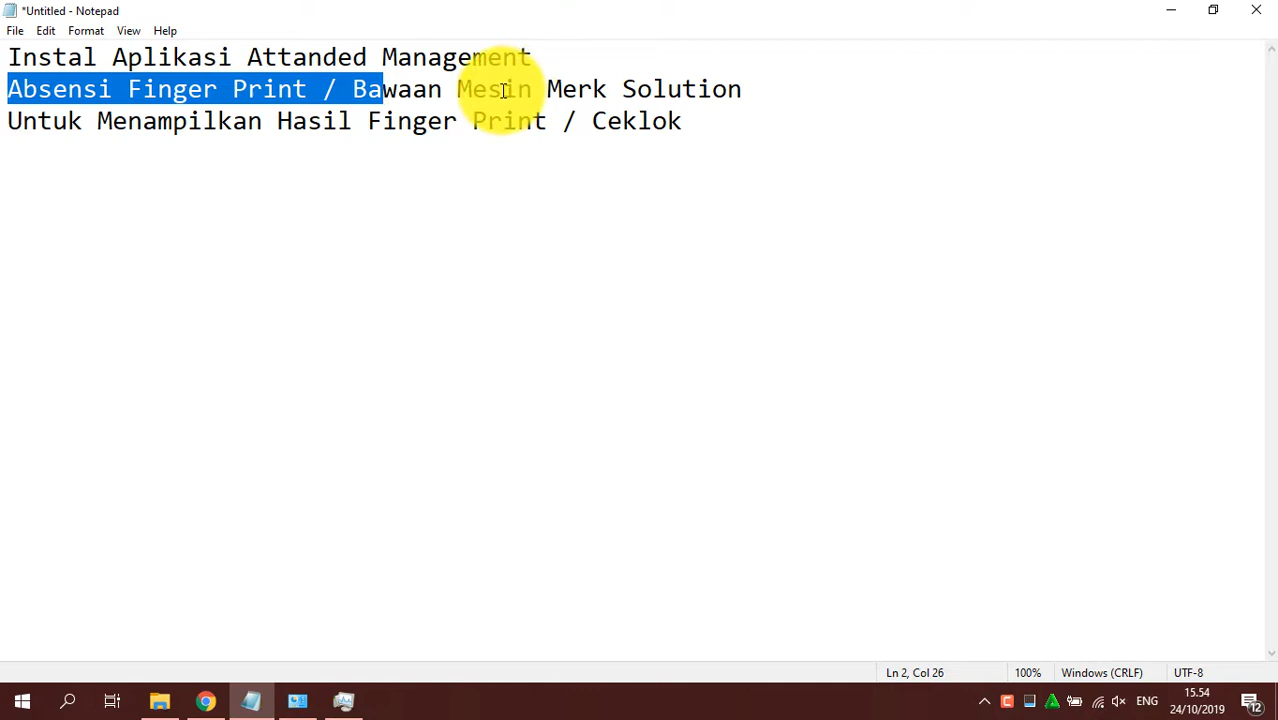 *Untitled - Notepad
File Edit Format View Help
Instal Aplikasi Attanded Management
Absensi Finger Print / Bawaan Mesin Merk Solution
Untuk Menampilkan Hasil Finger Print / Ceklok
Ln 2, Col 26 100% Windows (CRLF) UTF-8
ENG 15.54
24/10/2019 12